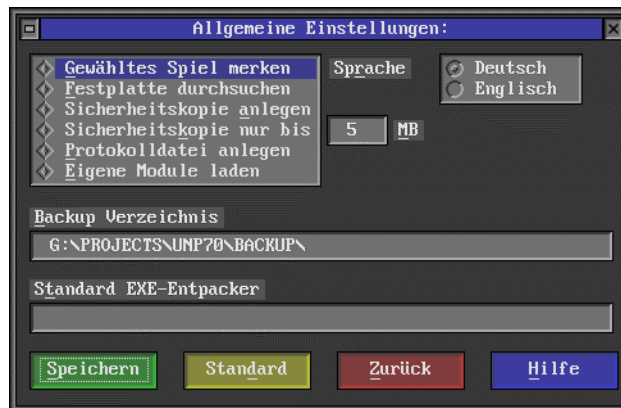 Allgemeine Einstellungen:
Gewähltes Spiel merken
Festplatte durchsuchen
Sicherheitskopie anlegen
Sicherheitskopie nur bis
Protokolldatei anlegen
Eigene Module laden
Sprache
Deutsch
Englisch
5 MB
Backup Verzeichnis
G:\PROJECTS\UNP70\BACKUP\
Standard EXE-Entpacker
Speichern Standard Zurück Hilfe